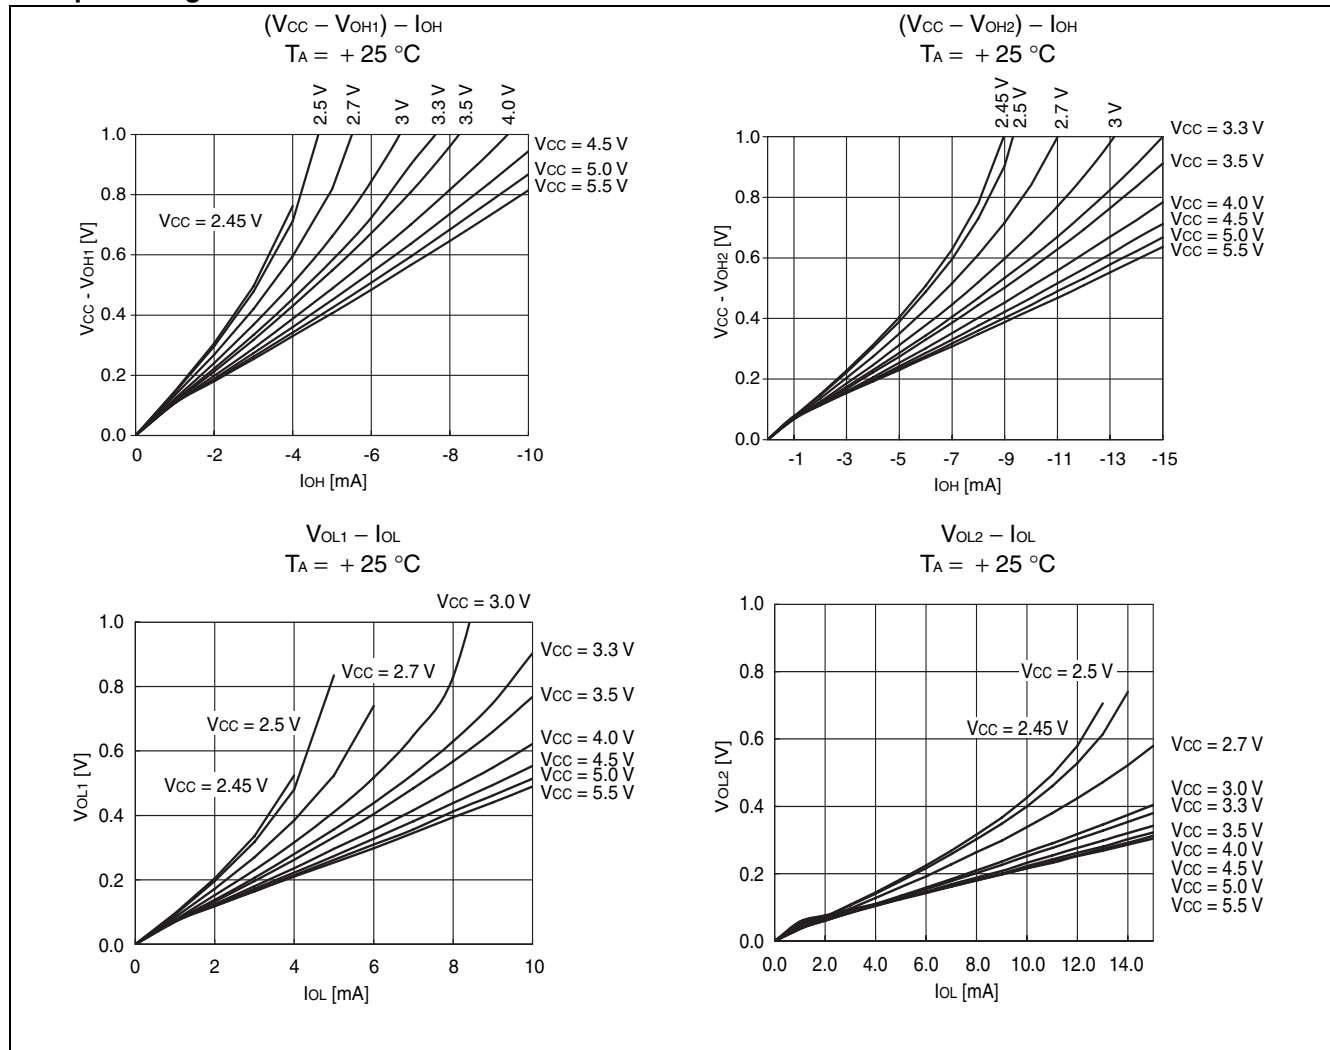 (VCC − VOH1) − IOH
TA = + 25 °C
2.5 V
2.7 V
3 V
3.3 V
3.5 V
4.0 V
VCC = 4.5 V
VCC = 5.0 V
VCC = 5.5 V
VCC = 2.45 V
VCC - VOH1 [V]
1.0
0.8
0.6
0.4
0.2
0.0
0 -2 -4 -6 -8 -10
IOH [mA]
(VCC − VOH2) − IOH
TA = + 25 °C
2.45 V
2.5 V
2.7 V
3 V
VCC = 3.3 V
VCC = 3.5 V
VCC = 4.0 V
VCC = 4.5 V
VCC = 5.0 V
VCC = 5.5 V
VCC - VOH2 [V]
1.0
0.8
0.6
0.4
0.2
0.0
-1 -3 -5 -7 -9 -11 -13 -15
IOH [mA]
VOL1 − IOL
TA = + 25 °C
VCC = 3.0 V
VCC = 3.3 V
VCC = 2.7 V
VCC = 3.5 V
VCC = 2.5 V
VCC = 4.0 V
VCC = 4.5 V
VCC = 5.0 V
VCC = 5.5 V
VCC = 2.45 V
VOL1 [V]
1.0
0.8
0.6
0.4
0.2
0.0
0 2 4 6 8 10
IOL [mA]
VOL2 − IOL
TA = + 25 °C
VCC = 2.5 V
VCC = 2.45 V
VCC = 2.7 V
VCC = 3.0 V
VCC = 3.3 V
VCC = 3.5 V
VCC = 4.0 V
VCC = 4.5 V
VCC = 5.0 V
VCC = 5.5 V
VOL2 [V]
1.0
0.8
0.6
0.4
0.2
0.0
0.0 2.0 4.0 6.0 8.0 10.0 12.0 14.0
IOL [mA]